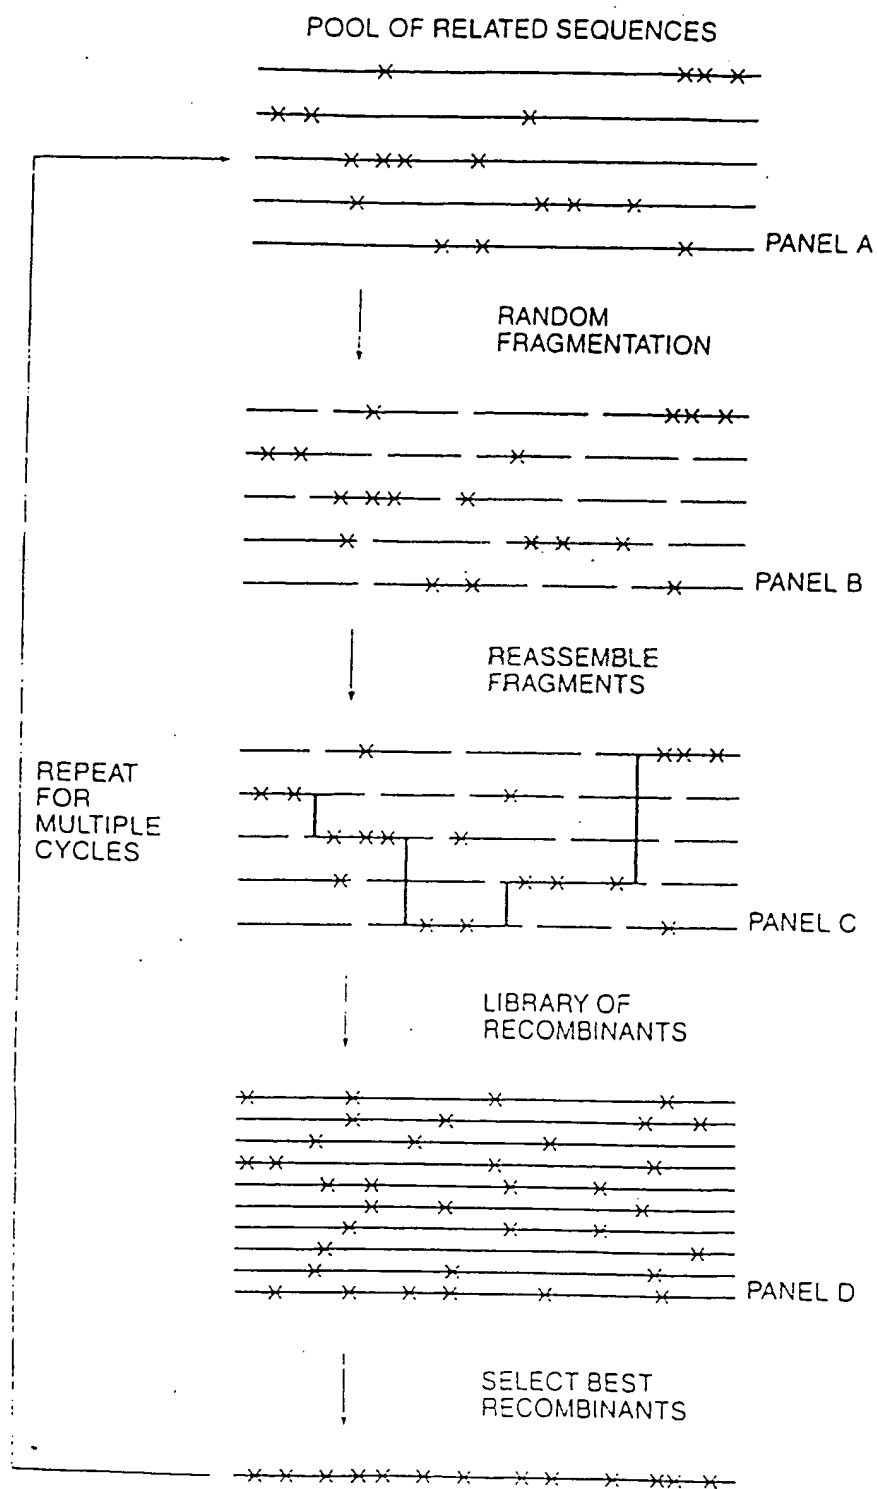 POOL OF RELATED SEQUENCES
PANEL A
RANDOM
FRAGMENTATION
PANEL B
REASSEMBLE
FRAGMENTS
REPEAT
FOR
MULTIPLE
CYCLES
PANEL C
LIBRARY OF
RECOMBINANTS
PANEL D
SELECT BEST
RECOMBINANTS